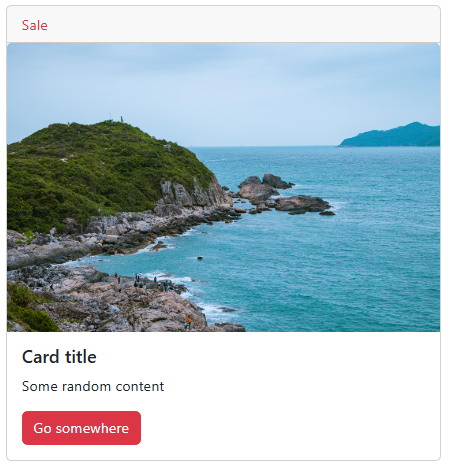 Sale
Card title
Some random content
Go somewhere